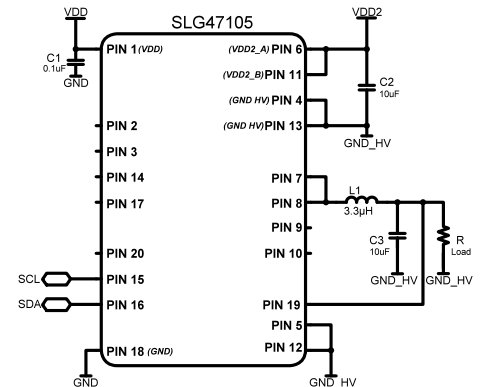 SLG47105
VDD
VDD2
PIN 1 (VDD)
(VDD2_A) PIN 6
C1
0.1uF
GND
(VDD2_B) PIN 11
C2
10uF
(GND HV) PIN 4
PIN 2
(GND HV) PIN 13
GND_HV
PIN 3
PIN 14
PIN 7
L1
PIN 17
PIN 8
3.3μH
PIN 9
C3
10uF
R
Load
PIN 20
PIN 10
SCL
PIN 15
GND_HV
GND_HV
SDA
PIN 16
PIN 19
PIN 5
PIN 18 (GND)
PIN 12
GND
GND HV